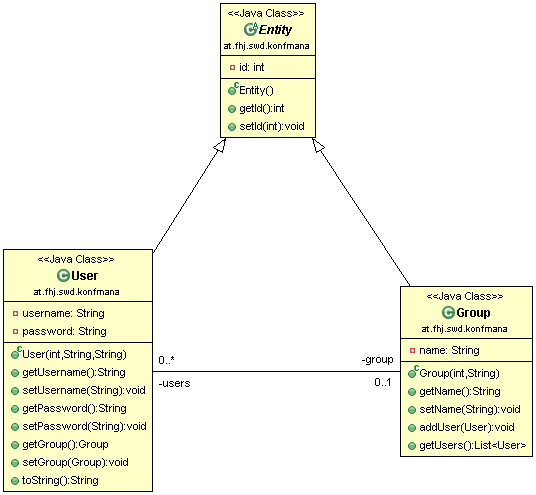 <<Java Class>>
Entity
at.fhj.swd.konfmana
id: int
Entity()
getId():int
setId(int):void
<<Java Class>>
User
at.fhj.swd.konfmana
username: String
password: String
User(int,String,String)
getUsername():String
setUsername(String):void
getPassword():String
setPassword(String):void
getGroup():Group
setGroup(Group):void
toString():String
0..*
-users
-group
0..1
<<Java Class>>
Group
at.fhj.swd.konfmana
name: String
Group(int,String)
getName():String
setName(String):void
addUser(User):void
getUsers():List<User>